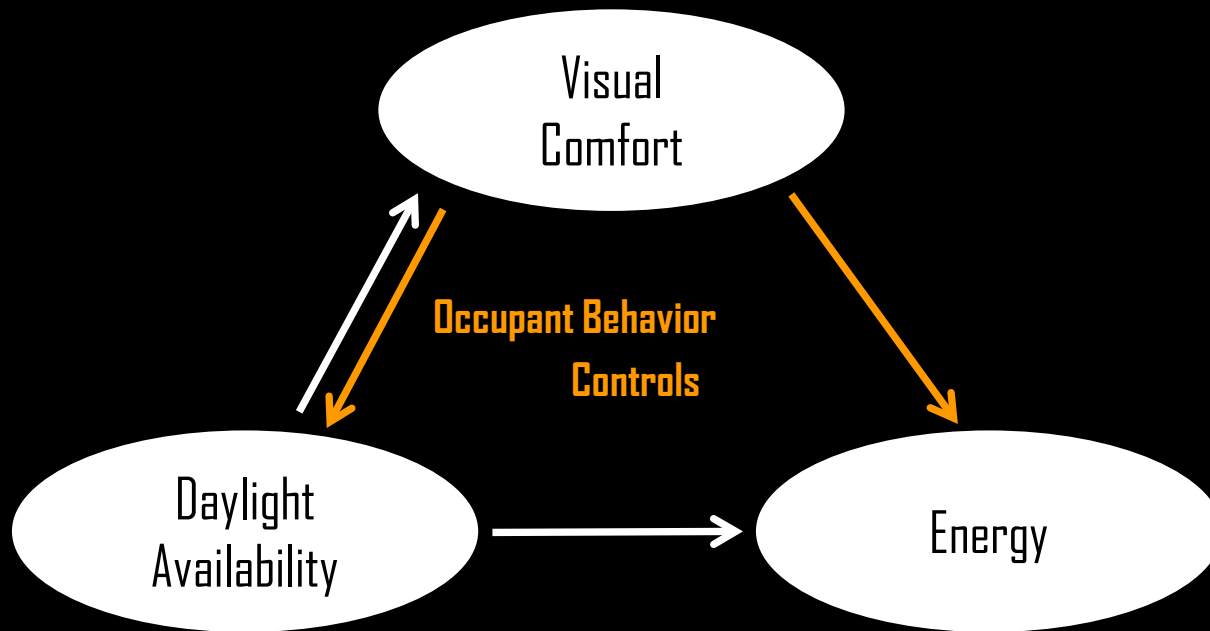 Visual
Comfort
Occupant Behavior
Controls
Daylight
Availability
Energy